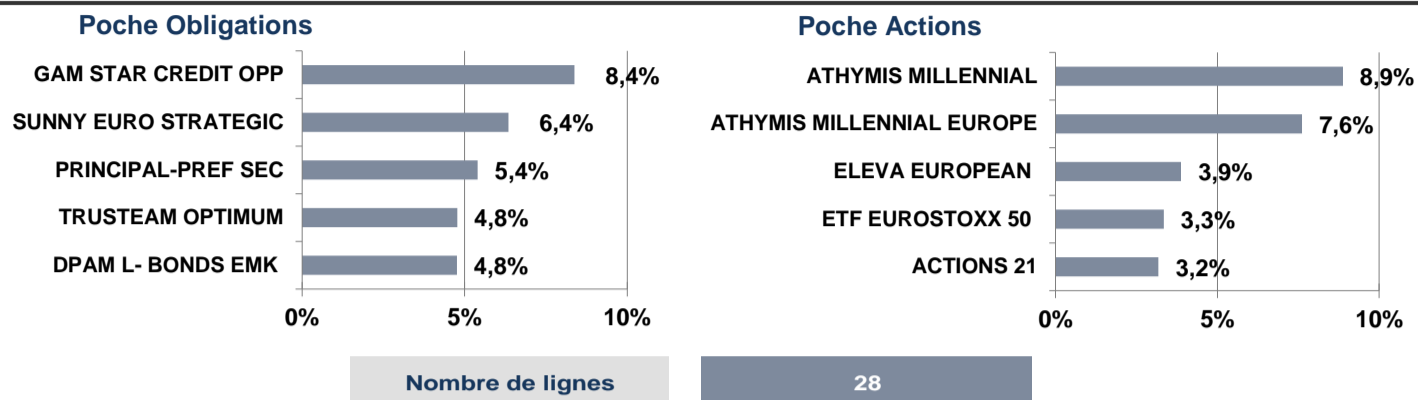 Poche Obligations
GAM STAR CREDIT OPP 8,4%
SUNNY EURO STRATEGIC 6,4%
PRINCIPAL-PREF SEC 5,4%
TRUSTEAM OPTIMUM 4,8%
DPAM L- BONDS EMK 4,8%
0% 5% 10%
Poche Actions
ATHYMIS MILLENNIAL 8,9%
ATHYMIS MILLENNIAL EUROPE 7,6%
ELEVA EUROPEAN 3,9%
ETF EUROSTOXX 50 3,3%
ACTIONS 21 3,2%
0% 5% 10%
Nombre de lignes 28